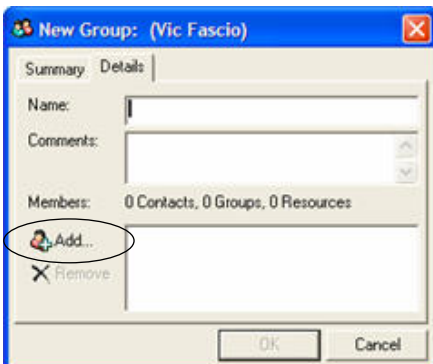 New Group: (Vic Fascio)
Summary Details
Name:
Comments:
Members: 0 Contacts, 0 Groups, 0 Resources
Add...
Remove
OK Cancel